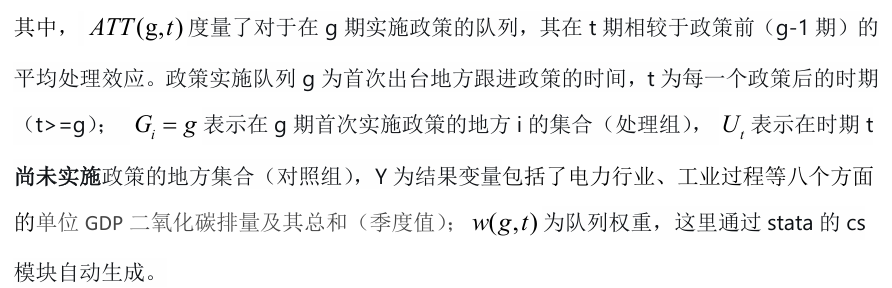 其中， ATT(g,t) 度量了对于在 g 期实施政策的队列，其在 t 期相较于政策前（g-1 期）的
平均处理效应。政策实施队列 g 为首次出台地方跟进政策的时间，t 为每一个政策后的时期
（t>=g）； G_i = g 表示在 g 期首次实施政策的地方 i 的集合（处理组）， U_t 表示在时期 t
尚未实施政策的地方集合（对照组），Y 为结果变量包括了电力行业、工业过程等八个方面
的单位 GDP 二氧化碳排量及其总和（季度值）； w(g,t) 为队列权重，这里通过 stata 的 cs
模块自动生成。